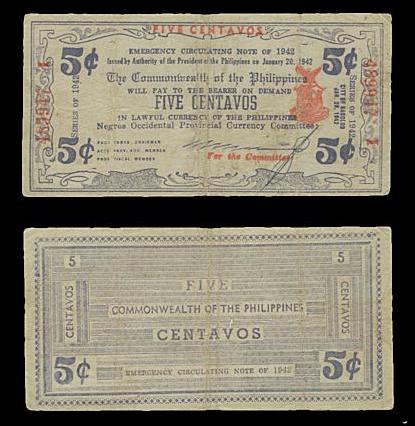 FIVE CENTAVOS
5¢ EMERGENCY CIRCULATING NOTE OF 1942 5¢
Issued by Authority of the President of the Philippines on January 20, 1942
The Commonwealth of the Philippines
WILL PAY TO THE BEARER ON DEMAND
FIVE CENTAVOS
IN LAWFUL CURRENCY OF THE PHILIPPINES
Negros Occidental Provincial Currency Committee
SERIES OF 1942
SERIES OF 1942
CITY OF BACOLOD
5¢ 5¢
For the Committee
5 5
FIVE
COMMONWEALTH OF THE PHILIPPINES
CENTAVOS CENTAVOS
CENTAVOS
5¢ 5¢
EMERGENCY CIRCULATING NOTE OF 1942